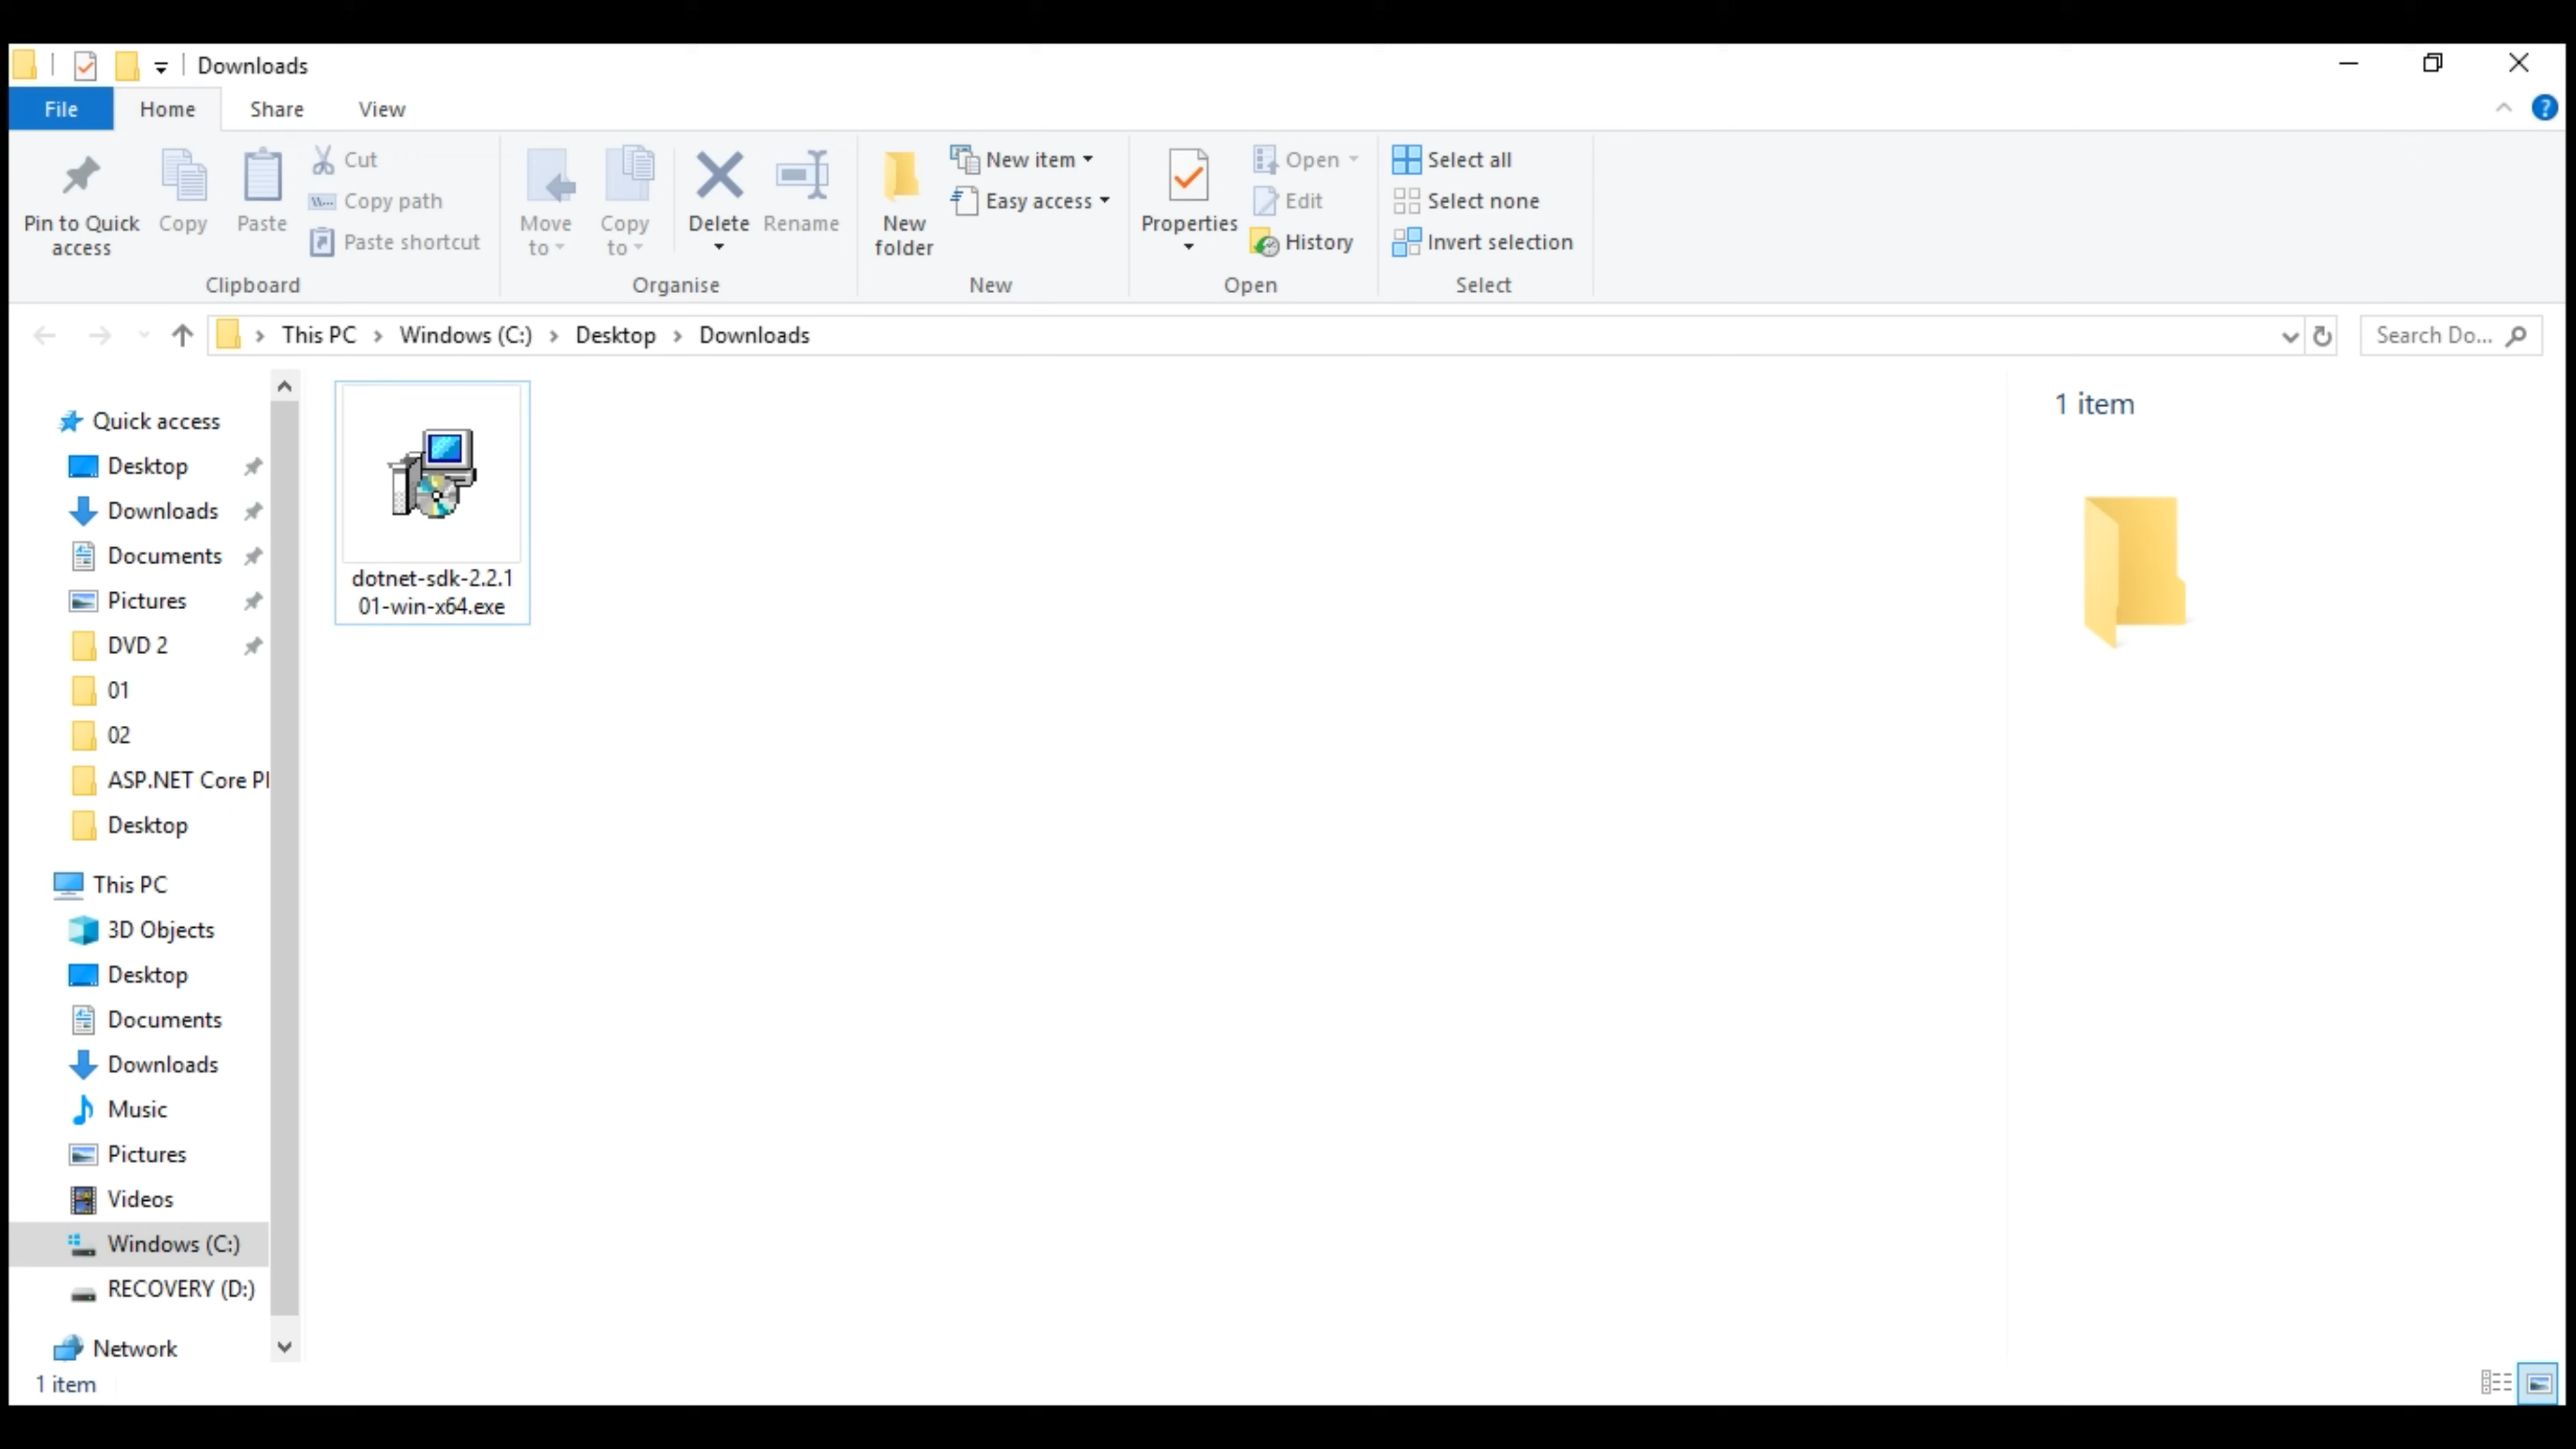 Downloads
File Home Share View
Pin to Quick
access
Copy
Paste
Cut
Copy path
Paste shortcut
Clipboard
Move
to
Copy
to
Delete
Rename
Organise
New
folder
New item
Easy access
New
Properties
Open
Edit
History
Open
Select all
Select none
Invert selection
Select
This PC > Windows (C:) > Desktop > Downloads
Search Do...
Quick access
Desktop
Downloads
Documents
Pictures
DVD 2
01
02
ASP.NET Core Pl
Desktop
This PC
3D Objects
Desktop
Documents
Downloads
Music
Pictures
Videos
Windows (C:)
RECOVERY (D:)
Network
dotnet-sdk-2.2.1
01-win-x64.exe
1 item
1 item